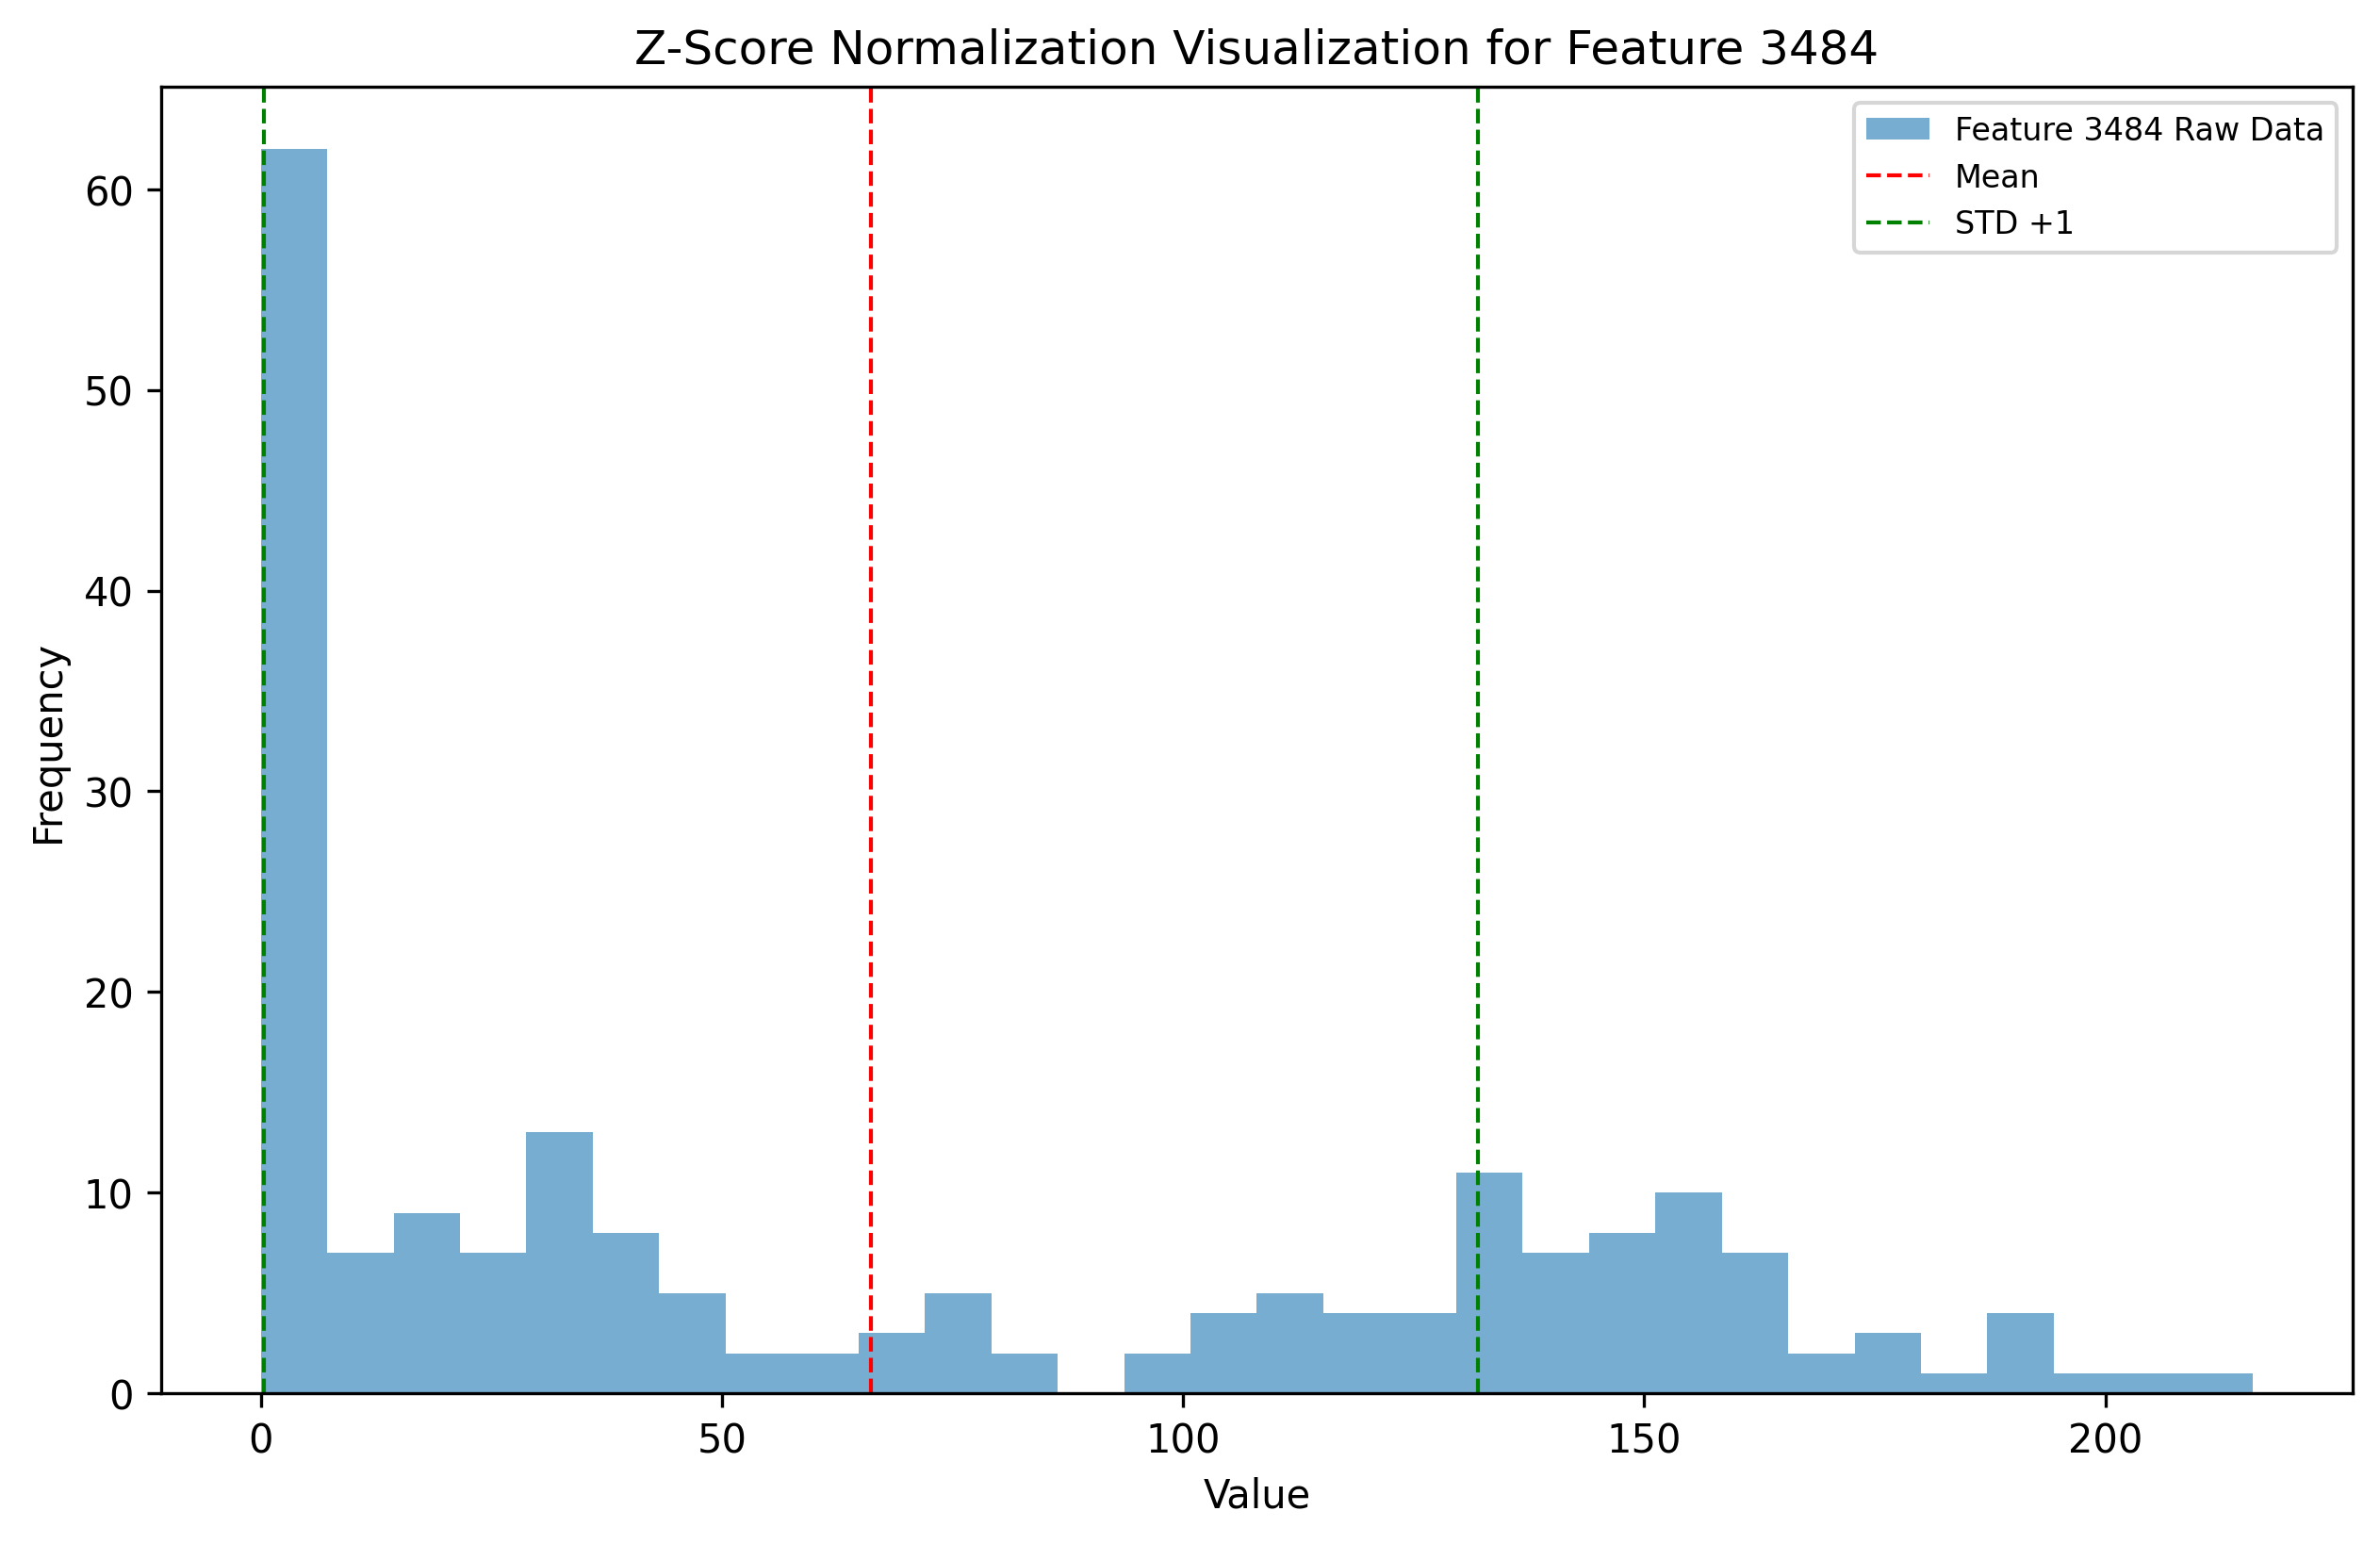 Z-Score Normalization Visualization for Feature 3484
Feature 3484 Raw Data
Mean
STD +1
60
50
40
30
20
10
0
Frequency
0 50 100 150 200
Value